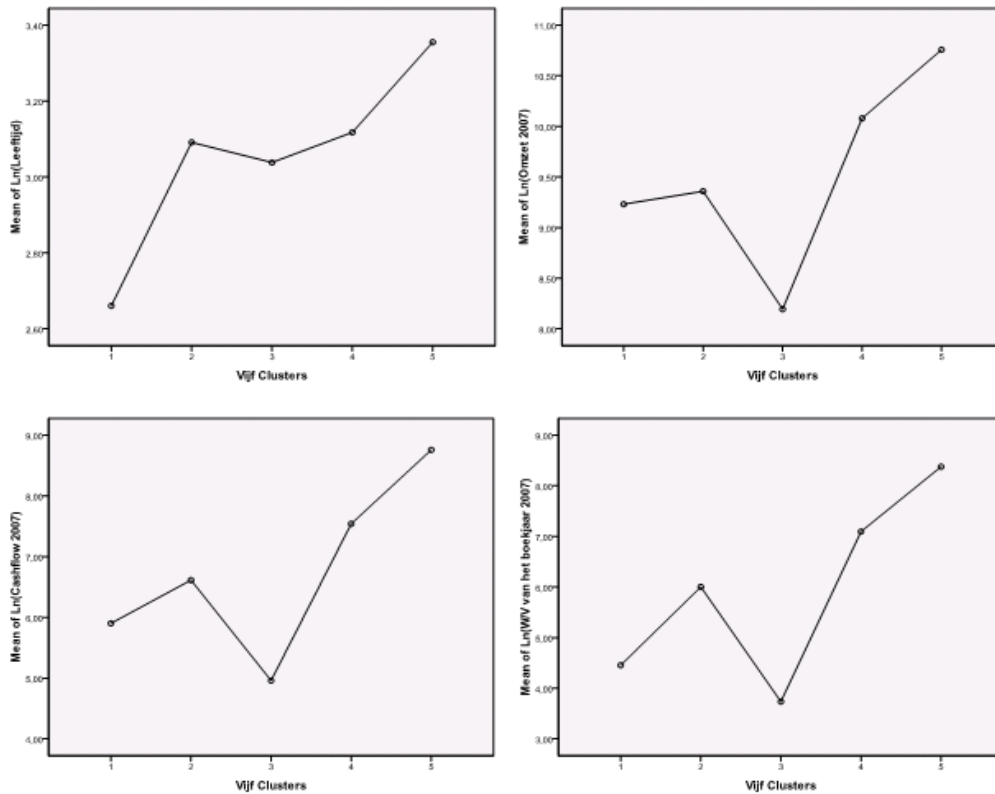 Mean of Ln(Leeftijd)
3,40
3,20
3,00
2,80
2,60
1 2 3 4 5
Vijf Clusters
Mean of Ln(Omzet 2007)
11,00
10,50
10,00
9,50
9,00
8,50
8,00
1 2 3 4 5
Vijf Clusters
Mean of Ln(Cashflow 2007)
9,00
8,00
7,00
6,00
5,00
4,00
1 2 3 4 5
Vijf Clusters
Mean of Ln(W/V van het boekjaar 2007)
9,00
8,00
7,00
6,00
5,00
4,00
3,00
1 2 3 4 5
Vijf Clusters